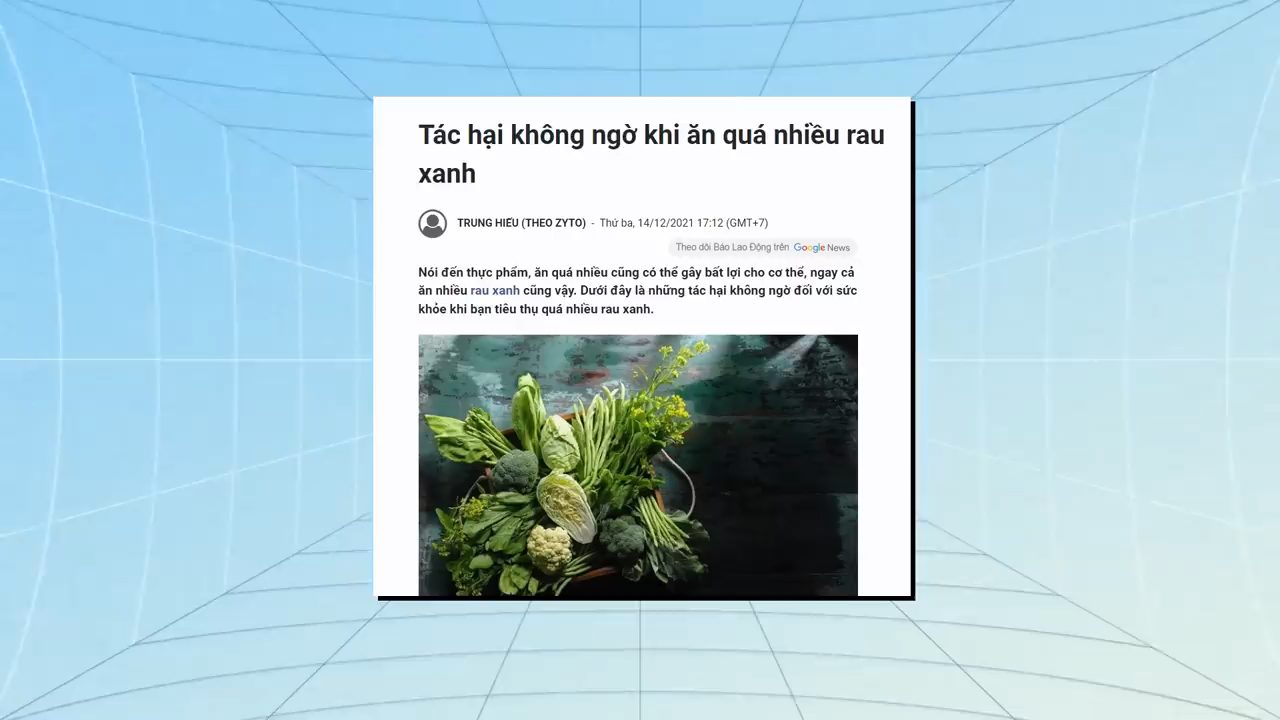 Tác hại không ngờ khi ăn quá nhiều rau
xanh
TRUNG HIẾU (THEO ZYTO) - Thứ ba, 14/12/2021 17:12 (GMT+7)
Theo dõi Báo Lao Động trên Google News
Nói đến thực phẩm, ăn quá nhiều cũng có thể gây bất lợi cho cơ thể, ngay cả
ăn nhiều rau xanh cũng vậy. Dưới đây là những tác hại không ngờ đối với sức
khỏe khi bạn tiêu thụ quá nhiều rau xanh.